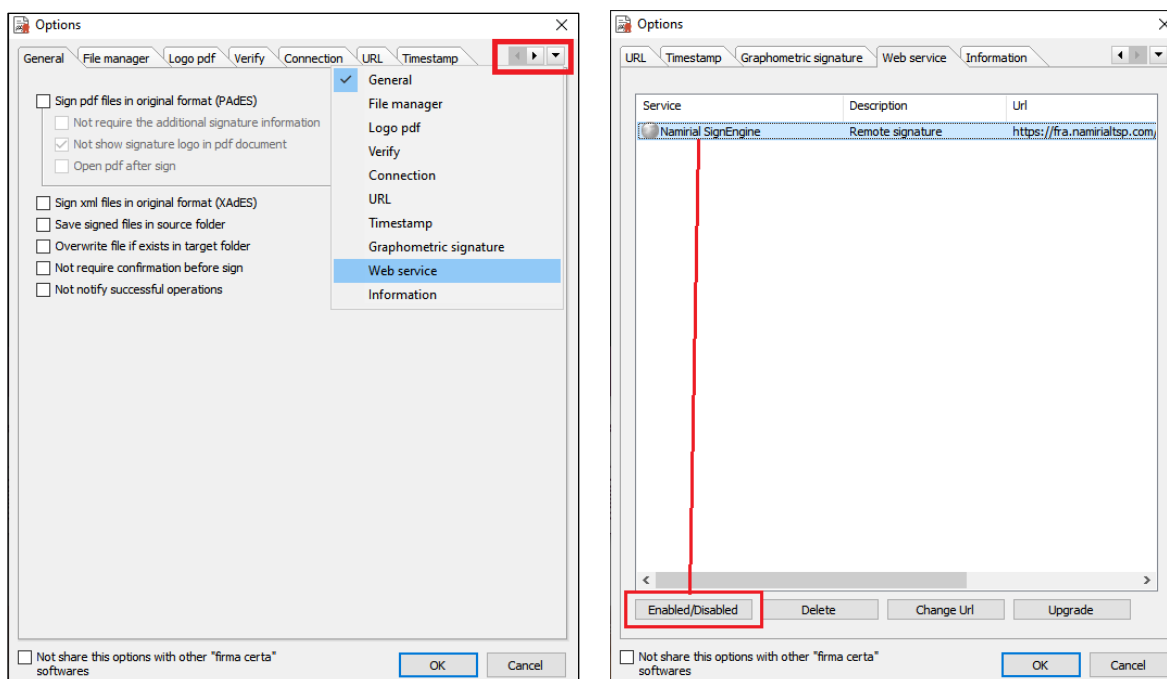 Options
General File manager Logo pdf Verify Connection URL Timestamp
General
File manager
Logo pdf
Verify
Connection
URL
Timestamp
Graphometric signature
Web service
Information
Sign pdf files in original format (PAdES)
Not require the additional signature information
Not show signature logo in pdf document
Open pdf after sign
Sign xml files in original format (XAdES)
Save signed files in source folder
Overwrite file if exists in target folder
Not require confirmation before sign
Not notify successful operations
Not share this options with other "firma certa"
softwares
OK Cancel
Options
URL Timestamp Graphometric signature Web service Information
Service Description Url
Namirial SignEngine Remote signature https://fra.namirialtsp.com/
Enabled/Disabled Delete Change Url Upgrade
Not share this options with other "firma certa"
softwares
OK Cancel